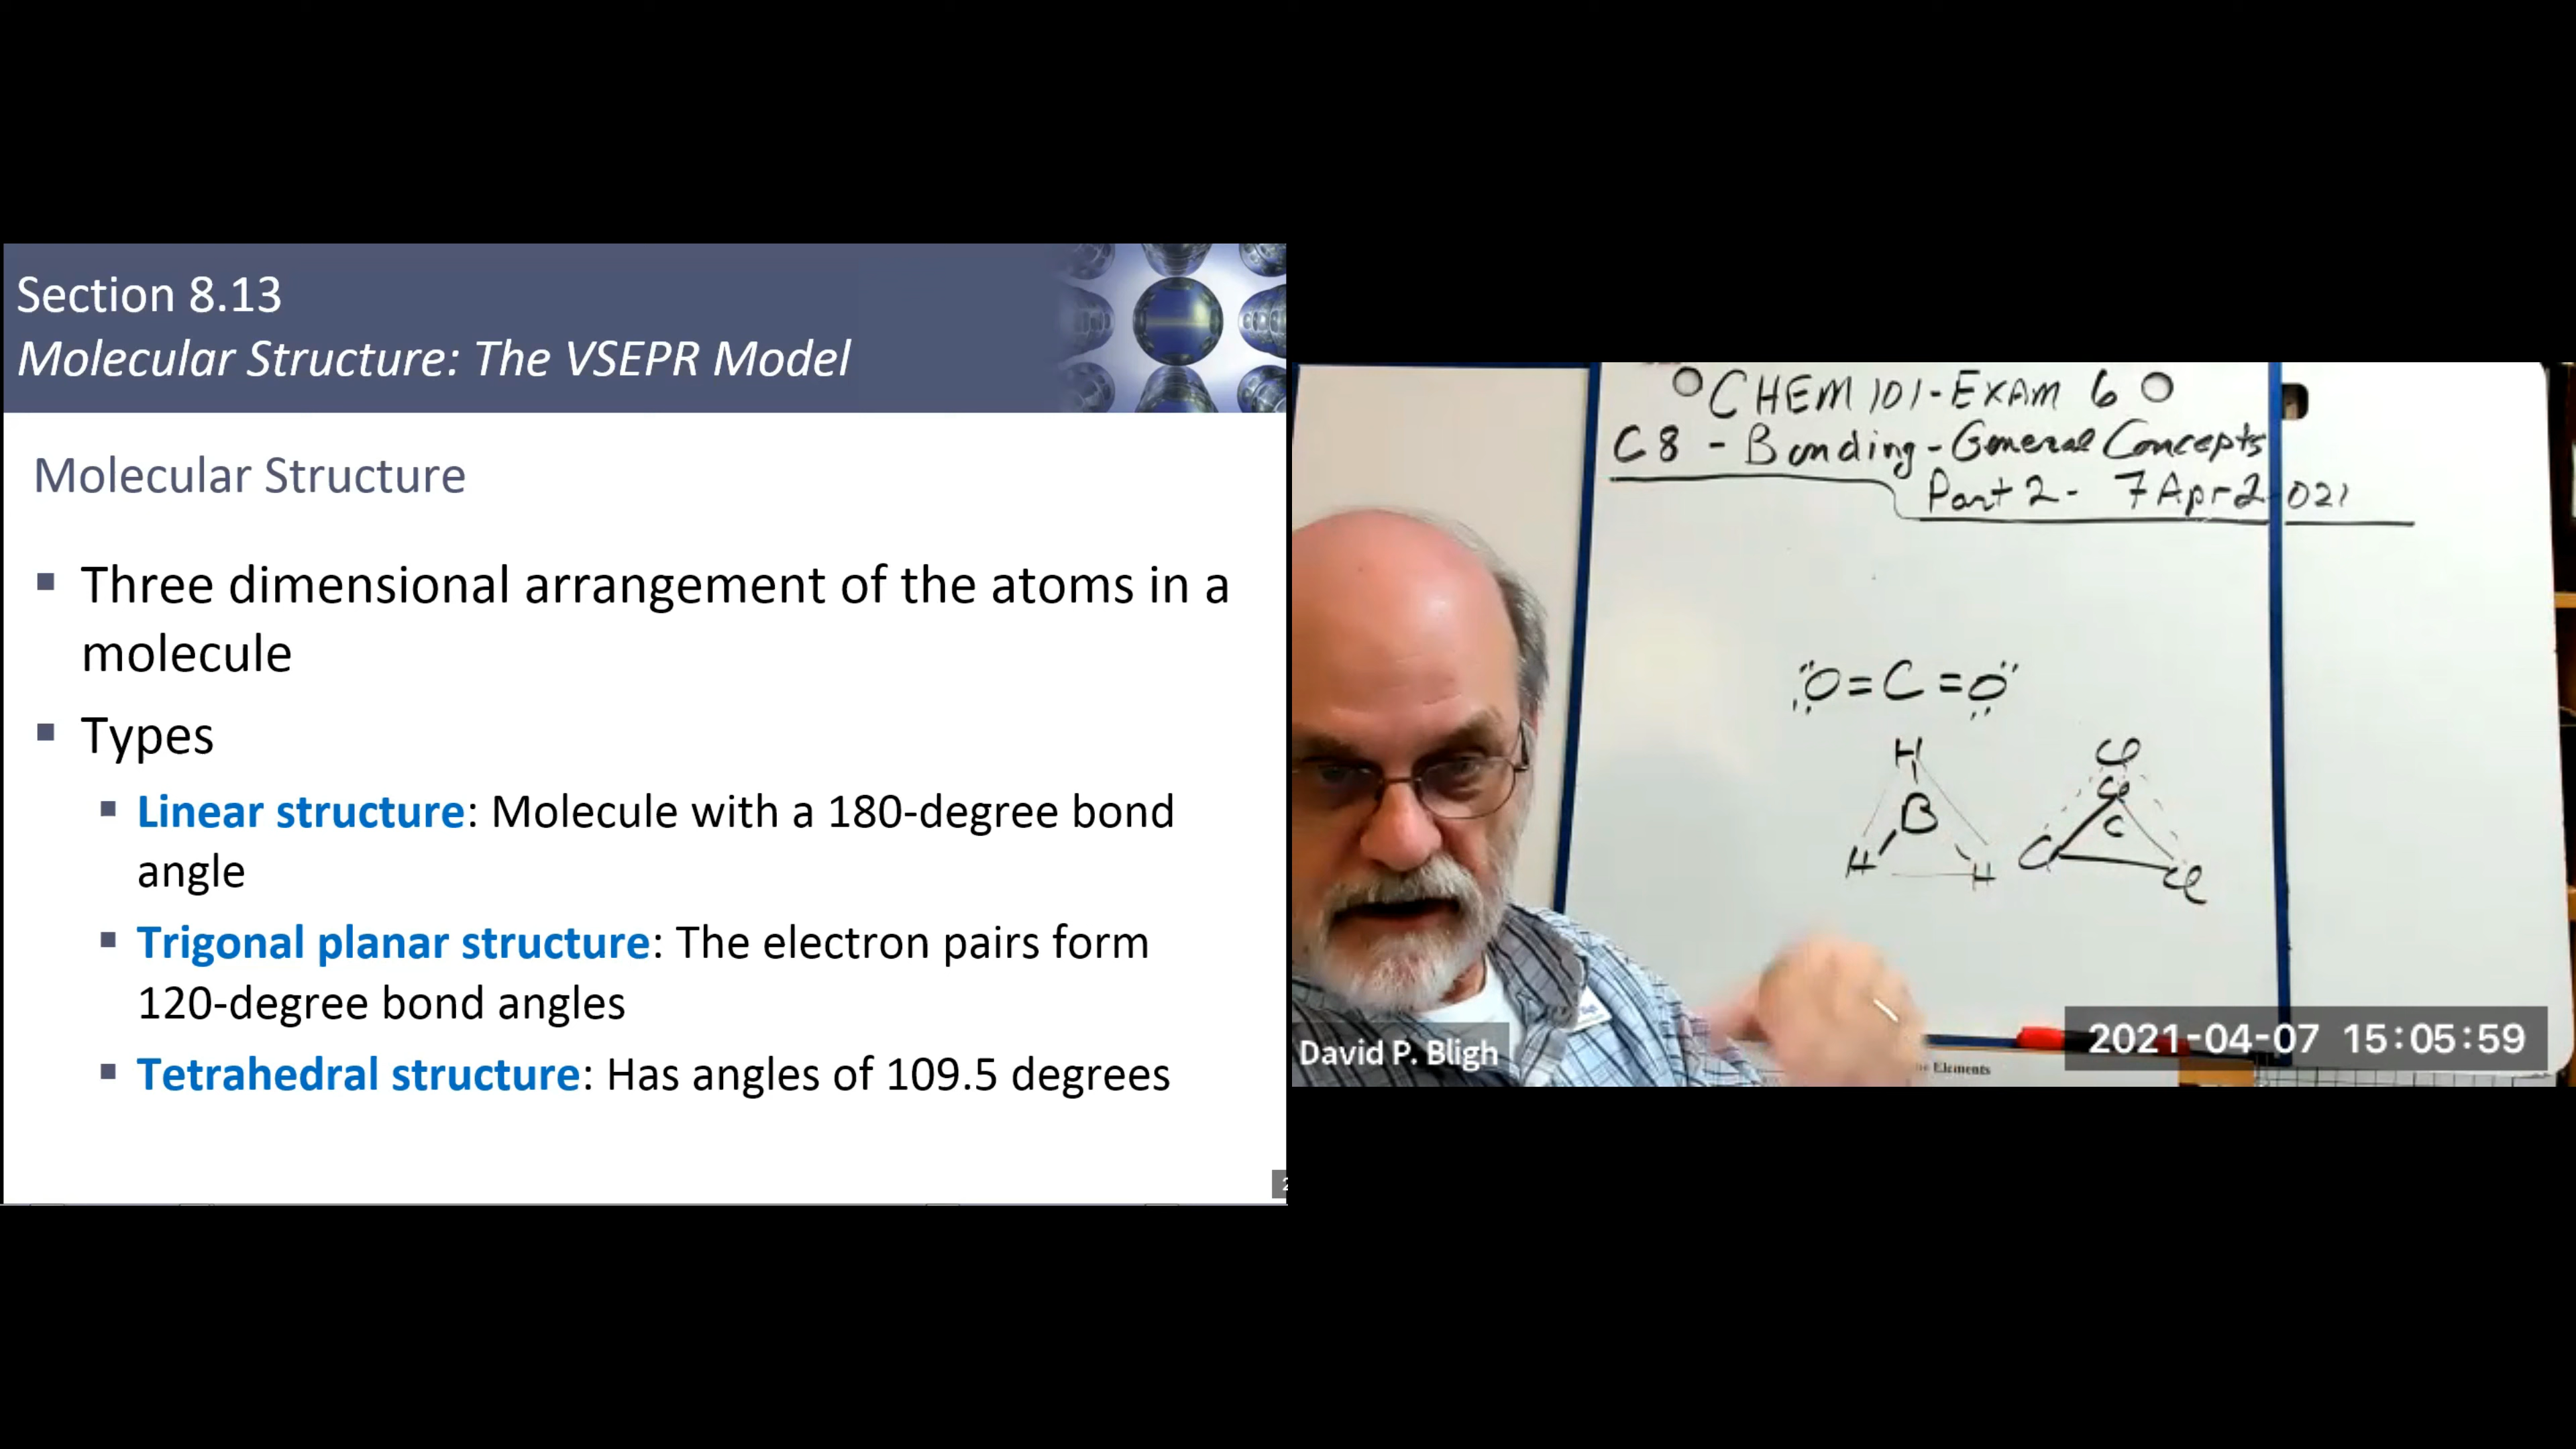 Section 8.13
Molecular Structure: The VSEPR Model
Molecular Structure
▪ Three dimensional arrangement of the atoms in a
molecule
▪ Types
▪ Linear structure: Molecule with a 180-degree bond
angle
▪ Trigonal planar structure: The electron pairs form
120-degree bond angles
▪ Tetrahedral structure: Has angles of 109.5 degrees
2
CHEM 101-EXAM 6
C8 - Bonding - General Concepts
Part 2 - 7 Apr 2021
O=C=O
H
B
H H
Cl
Cl
C
Cl Cl
Elements
David P. Bligh
2021-04-07 15:05:59